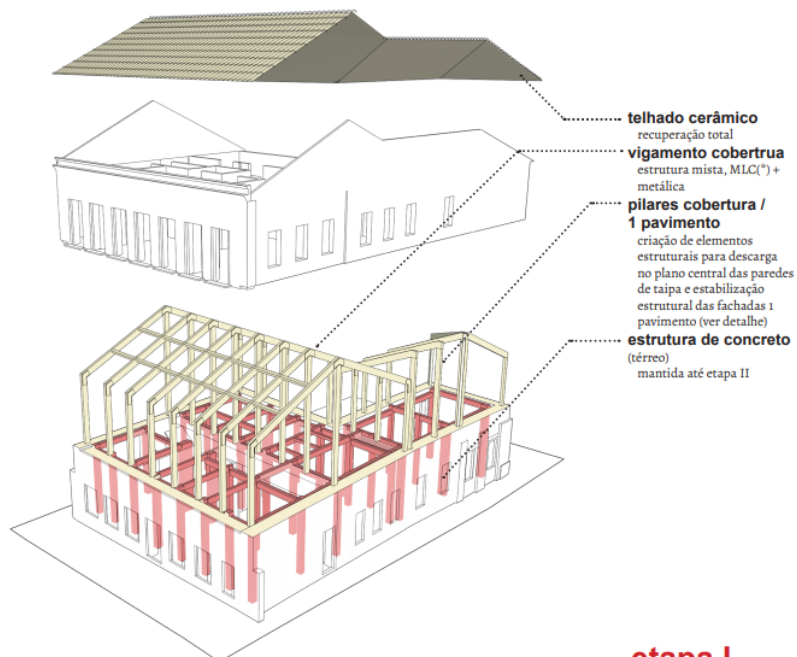 telhado cerâmico
recuperação total
vigamento cobertrua
estrutura mista, MLC(*) +
metálica
pilares cobertura /
1 pavimento
criação de elementos
estruturais para descarga
no plano central das paredes
de taipa e estabilização
estrutural das fachadas 1
pavimento (ver detalhe)
estrutura de concreto
(térreo)
mantida até etapa II
etapa I